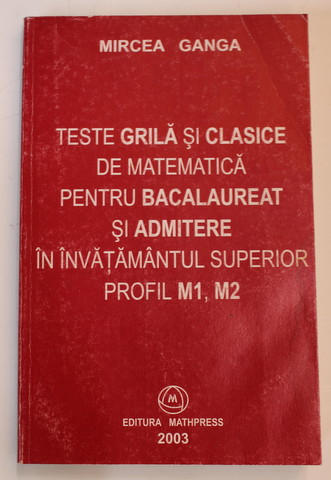 MIRCEA GANGA
TESTE GRILĂ ŞI CLASICE
DE MATEMATICĂ
PENTRU BACALAUREAT
ŞI ADMITERE
ÎN ÎNVĂŢĂMÂNTUL SUPERIOR
PROFIL M1, M2
M
EDITURA MATHPRESS
2003